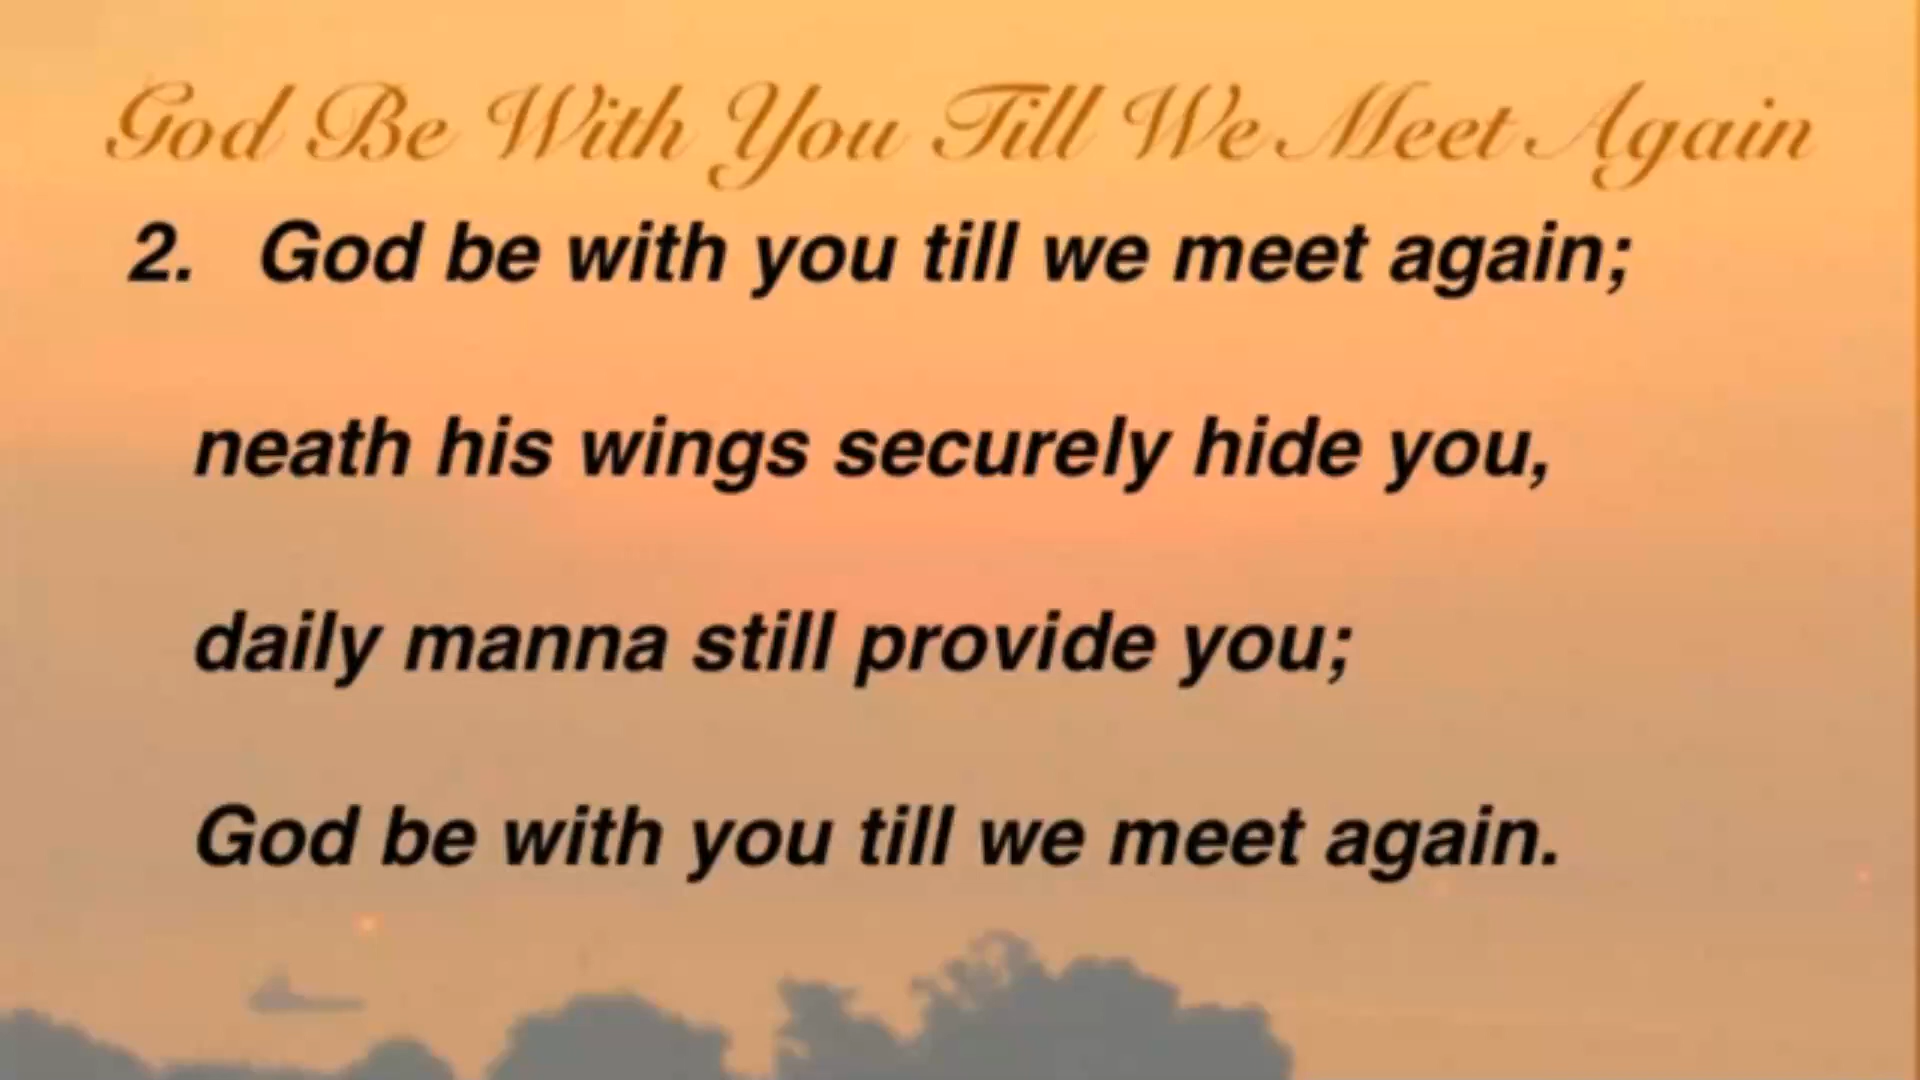 God Be With You Till We Meet Again
2. God be with you till we meet again;
neath his wings securely hide you,
daily manna still provide you;
God be with you till we meet again.